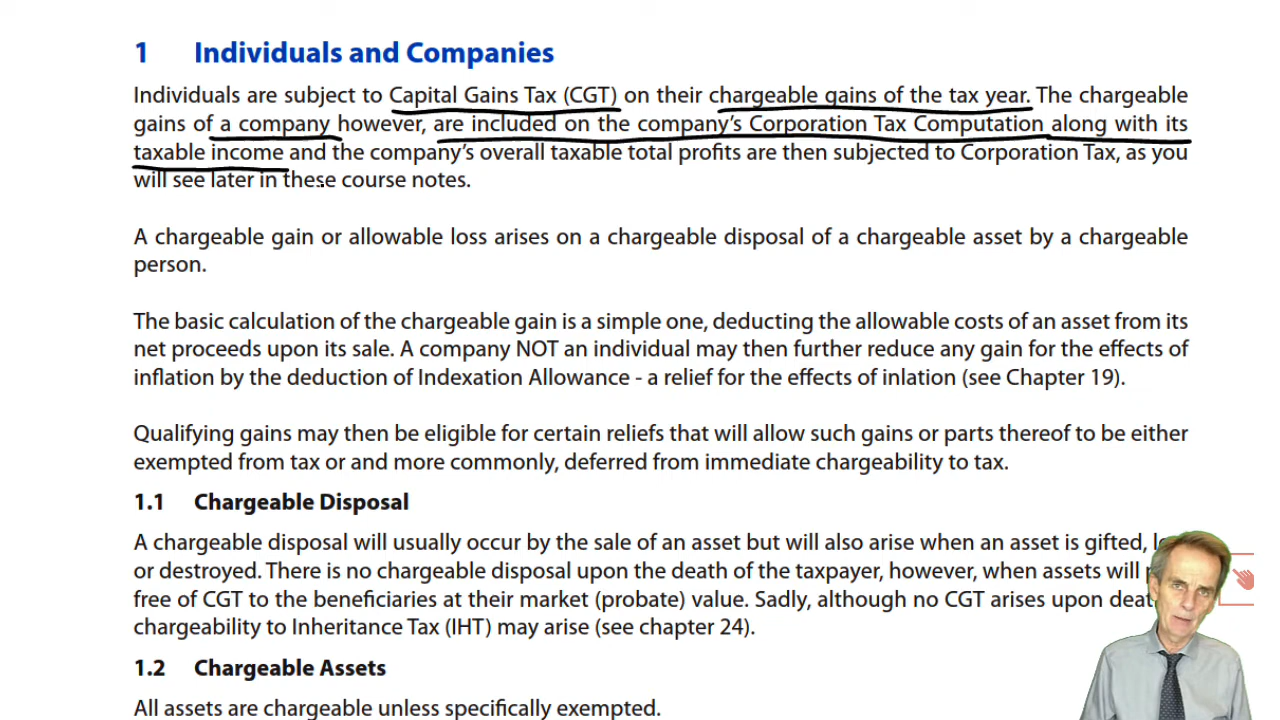 1 Individuals and Companies
Individuals are subject to Capital Gains Tax (CGT) on their chargeable gains of the tax year. The chargeable
gains of a company however, are included on the company's Corporation Tax Computation along with its
taxable income and the company's overall taxable total profits are then subjected to Corporation Tax, as you
will see later in these course notes.
A chargeable gain or allowable loss arises on a chargeable disposal of a chargeable asset by a chargeable
person.
The basic calculation of the chargeable gain is a simple one, deducting the allowable costs of an asset from its
net proceeds upon its sale. A company NOT an individual may then further reduce any gain for the effects of
inflation by the deduction of Indexation Allowance - a relief for the effects of inlation (see Chapter 19).
Qualifying gains may then be eligible for certain reliefs that will allow such gains or parts thereof to be either
exempted from tax or and more commonly, deferred from immediate chargeability to tax.
1.1 Chargeable Disposal
A chargeable disposal will usually occur by the sale of an asset but will also arise when an asset is gifted,
or destroyed. There is no chargeable disposal upon the death of the taxpayer, however, when assets will
free of CGT to the beneficiaries at their market (probate) value. Sadly, although no CGT arises upon
chargeability to Inheritance Tax (IHT) may arise (see chapter 24).
1.2 Chargeable Assets
All assets are chargeable unless specifically exempted.